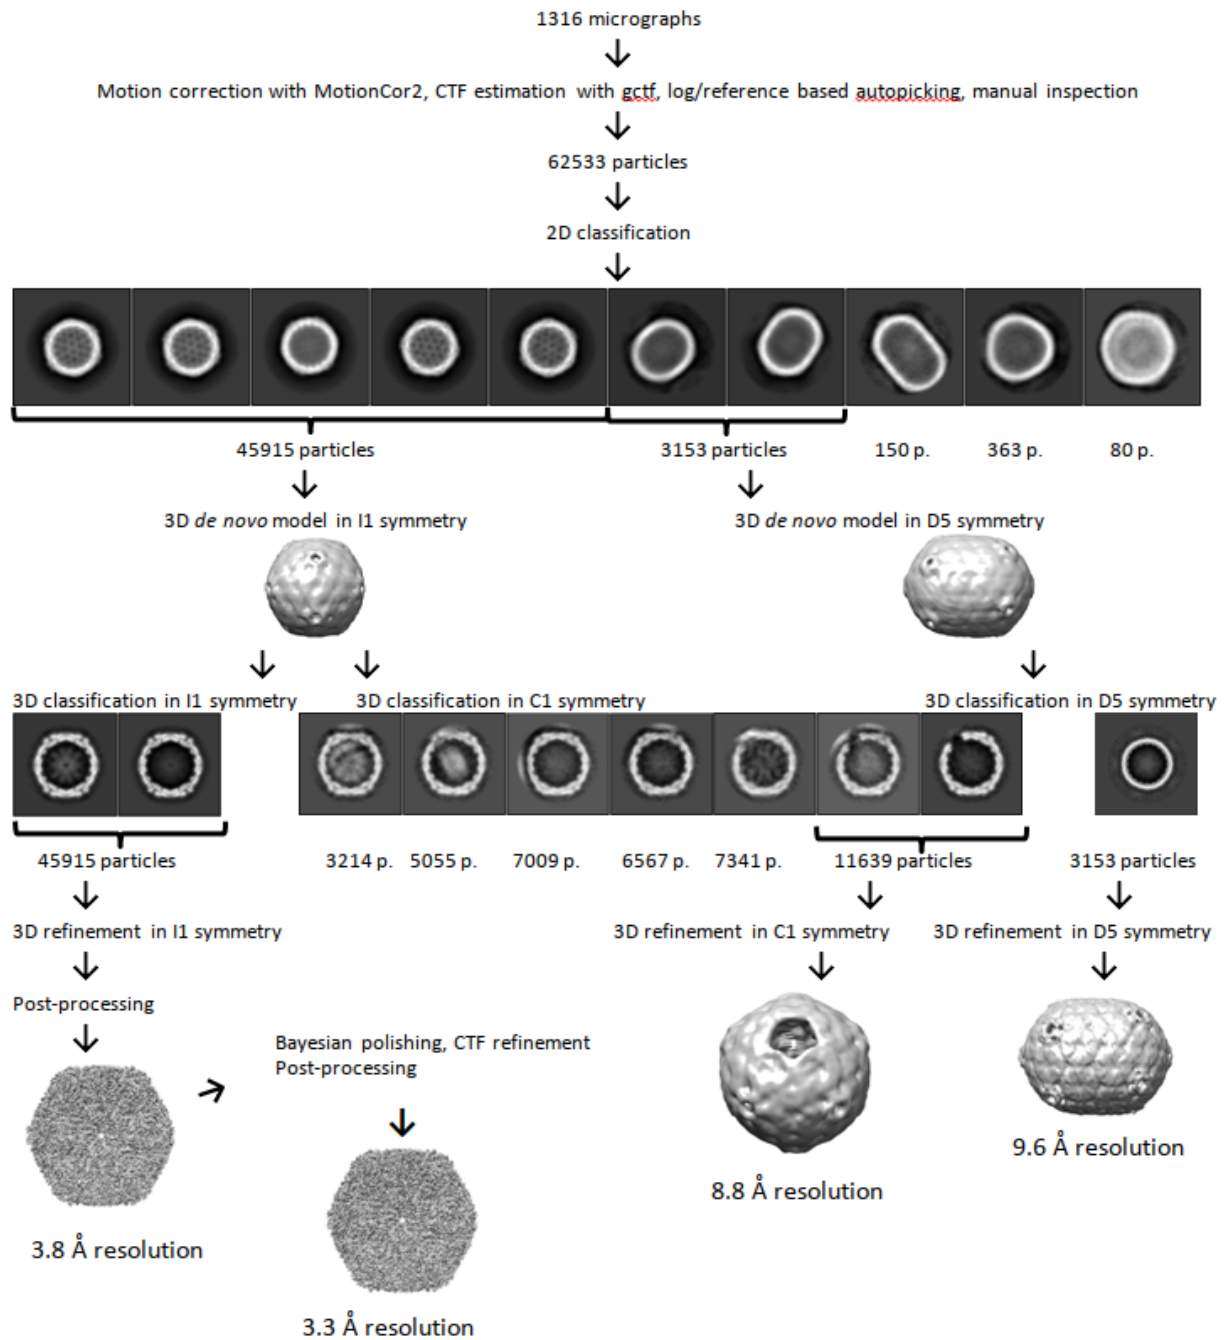 1316 micrographs
Motion correction with MotionCor2, CTF estimation with gctf, log/reference based autopicking, manual inspection
62533 particles
2D classification
45915 particles
3153 particles
150 p.
363 p.
80 p.
3D de novo model in I1 symmetry
3D de novo model in D5 symmetry
3D classification in I1 symmetry
3D classification in C1 symmetry
3D classification in D5 symmetry
45915 particles
3214 p.
5055 p.
7009 p.
6567 p.
7341 p.
11639 particles
3153 particles
3D refinement in I1 symmetry
3D refinement in C1 symmetry
3D refinement in D5 symmetry
Post-processing
Bayesian polishing, CTF refinement
Post-processing
9.6 Å resolution
8.8 Å resolution
3.8 Å resolution
3.3 Å resolution